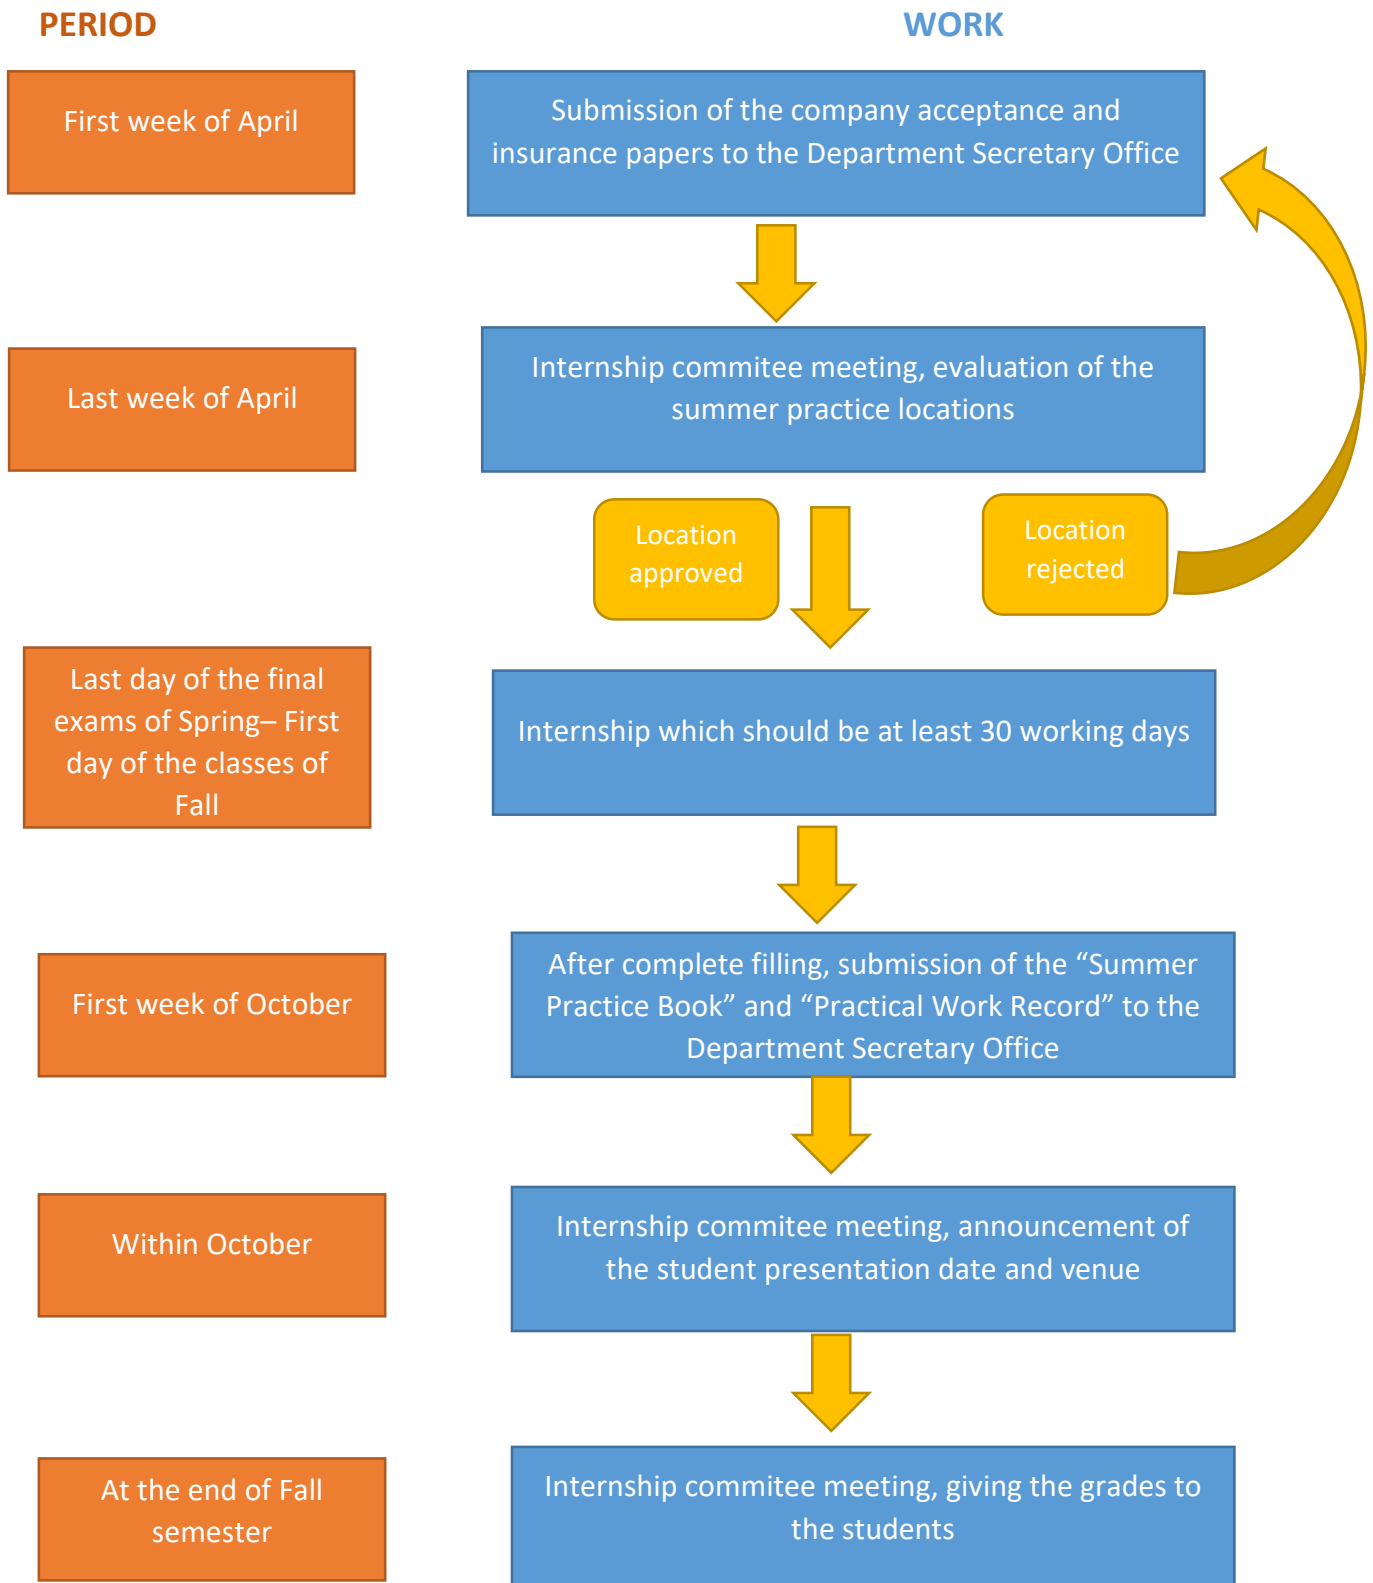 PERIOD
WORK
First week of April
Submission of the company acceptance and
insurance papers to the Department Secretary Office
Last week of April
Internship commitee meeting, evaluation of the
summer practice locations
Location
approved
Location
rejected
Last day of the final
exams of Spring– First
day of the classes of
Fall
Internship which should be at least 30 working days
First week of October
After complete filling, submission of the “Summer
Practice Book” and “Practical Work Record” to the
Department Secretary Office
Within October
Internship commitee meeting, announcement of
the student presentation date and venue
At the end of Fall
semester
Internship commitee meeting, giving the grades to
the students